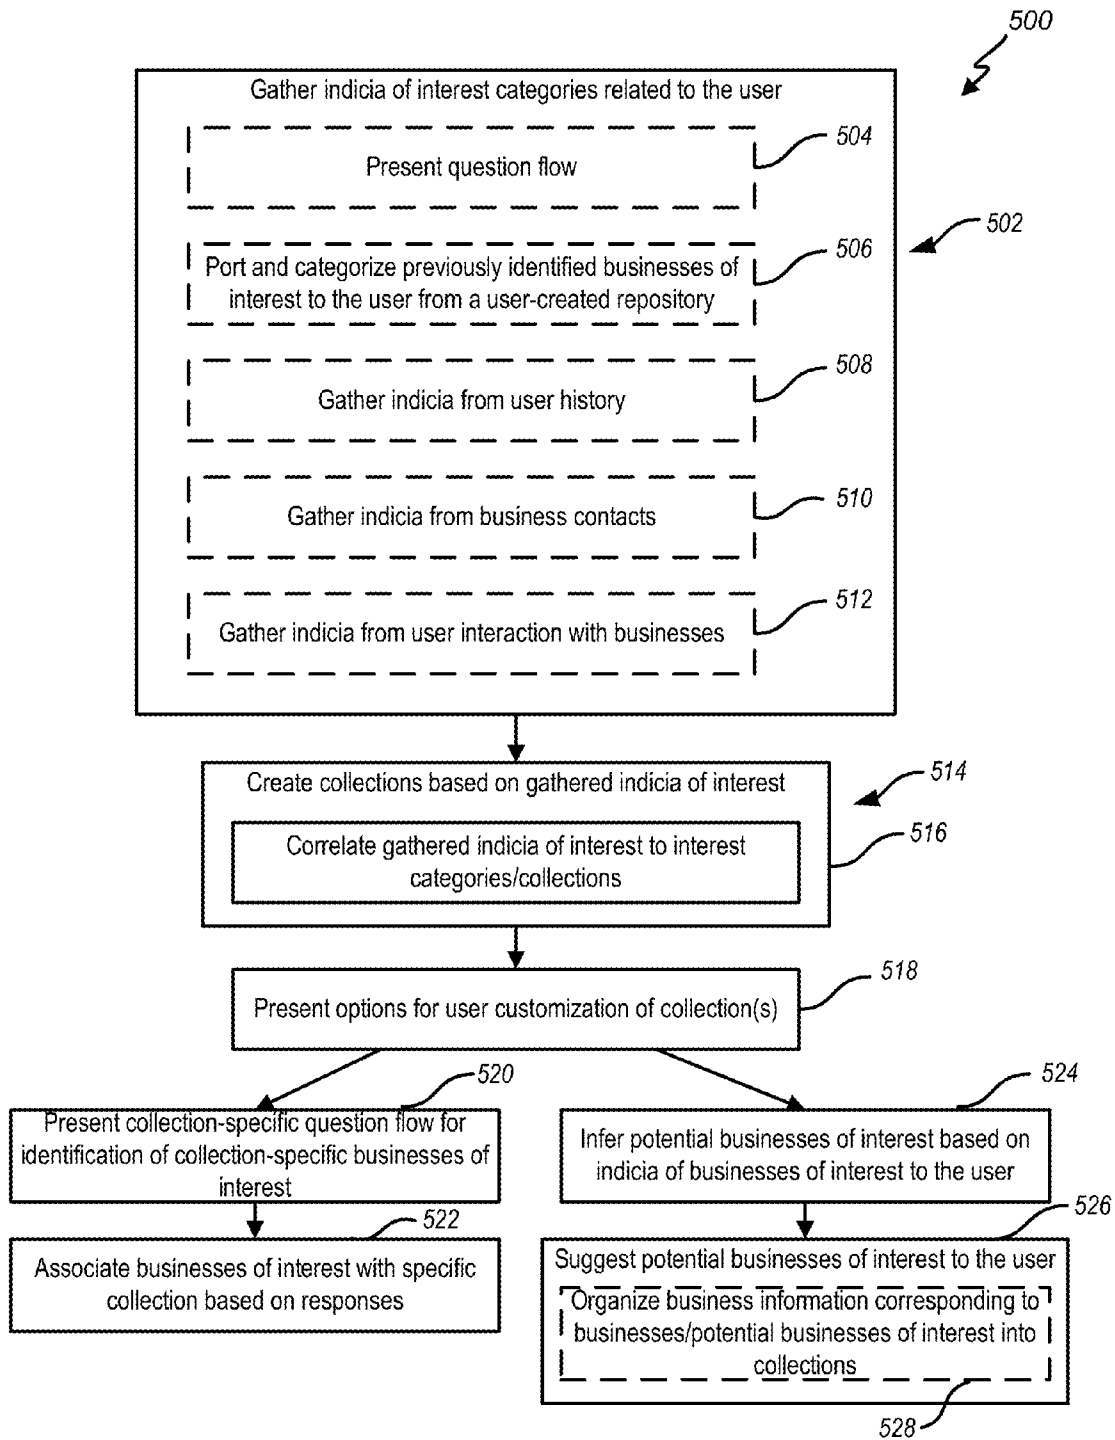 500
Gather indicia of interest categories related to the user
504
Present question flow
502
506
Port and categorize previously identified businesses of
interest to the user from a user-created repository
508
Gather indicia from user history
510
Gather indicia from business contacts
512
Gather indicia from user interaction with businesses
514
Create collections based on gathered indicia of interest
516
Correlate gathered indicia of interest to interest
categories/collections
518
Present options for user customization of collection(s)
520
Present collection-specific question flow for
identification of collection-specific businesses of
interest
522
Associate businesses of interest with specific
collection based on responses
524
Infer potential businesses of interest based on
indicia of businesses of interest to the user
526
Suggest potential businesses of interest to the user
Organize business information corresponding to
businesses/potential businesses of interest into
collections
528